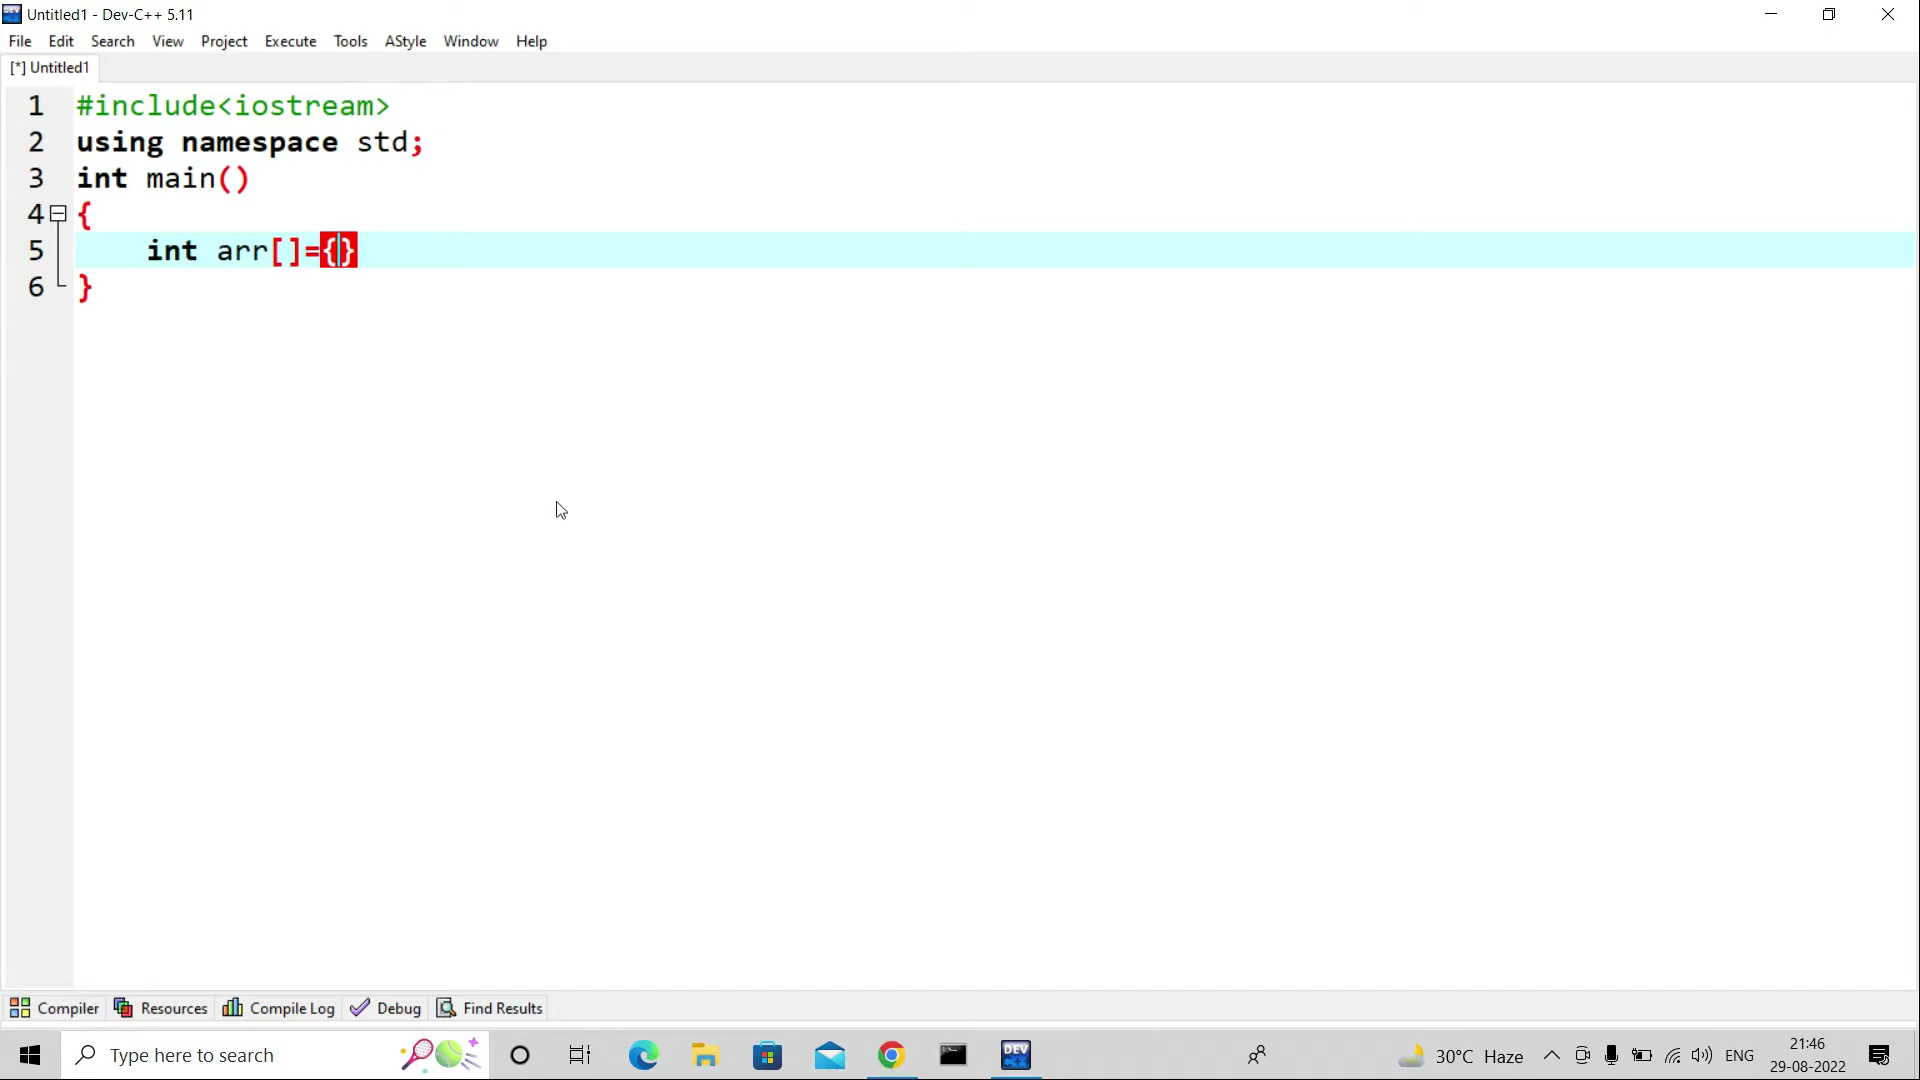 Untitled1 - Dev-C++ 5.11
File Edit Search View Project Execute Tools AStyle Window Help
[*] Untitled1
1 #include<iostream>
2 using namespace std;
3 int main()
4 {
5 int arr[]={}
6 }
Compiler Resources Compile Log Debug Find Results
Type here to search
DEV C++
30°C Haze
ENG
21:46
29-08-2022